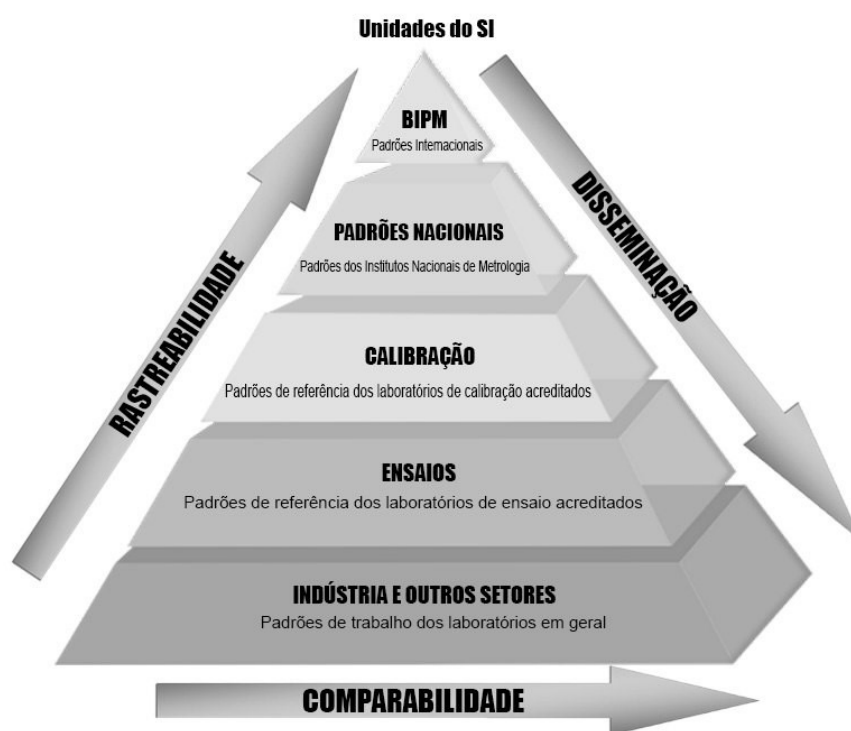 Unidades do SI
BIPM
Padrões Internacionais
PADRÕES NACIONAIS
Padrões dos Institutos Nacionais de Metrologia
CALIBRAÇÃO
Padrões de referência dos laboratórios de calibração acreditados
ENSAIOS
Padrões de referência dos laboratórios de ensaio acreditados
INDÚSTRIA E OUTROS SETORES
Padrões de trabalho dos laboratórios em geral
RASTREABILIDADE
DISSEMINAÇÃO
COMPARABILIDADE